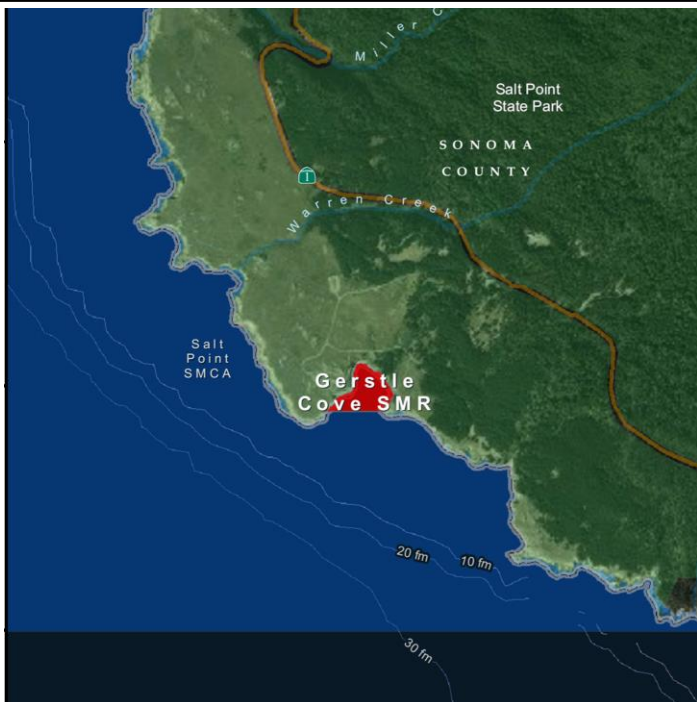 Miller C
Salt Point
State Park
SONOMA
COUNTY
1
Warren Creek
Salt
Point
SMCA
Gerstle
Cove SMR
20 fm
10 fm
30 fm